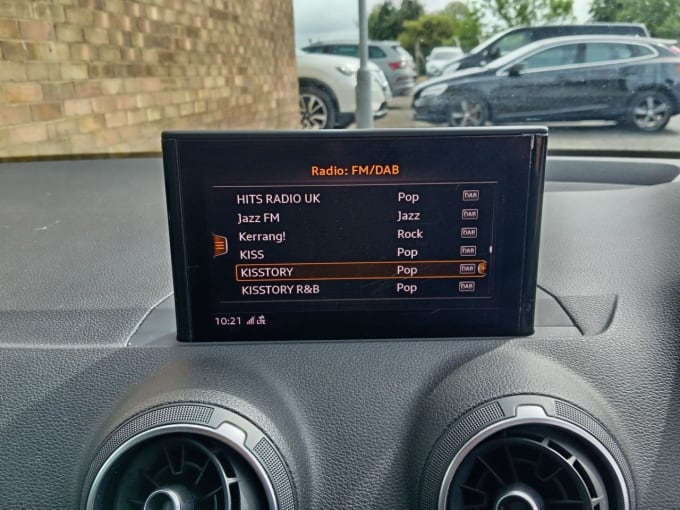 Radio: FM/DAB
HITS RADIO UK Pop DAB
Jazz FM Jazz DAB
Kerrang! Rock DAB
KISS Pop DAB
KISSTORY Pop DAB
KISSTORY R&B Pop DAB
10:21 LTE